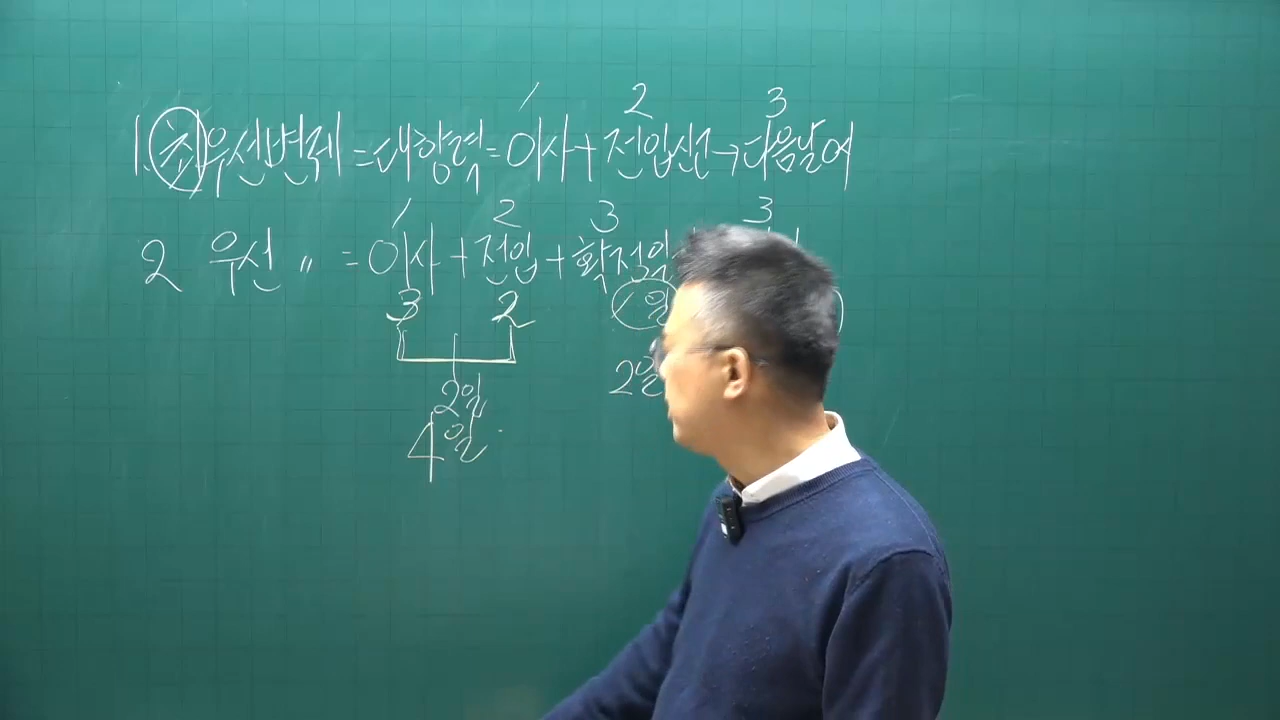 1 2 3
1. 최우선변제 = 대항력 = 이사 + 전입신고 → 다음날 0시
1 2 3 3
2 우선 〃 = 이사 + 전입 + 확정일
3 2 1일
2일 2일
4일